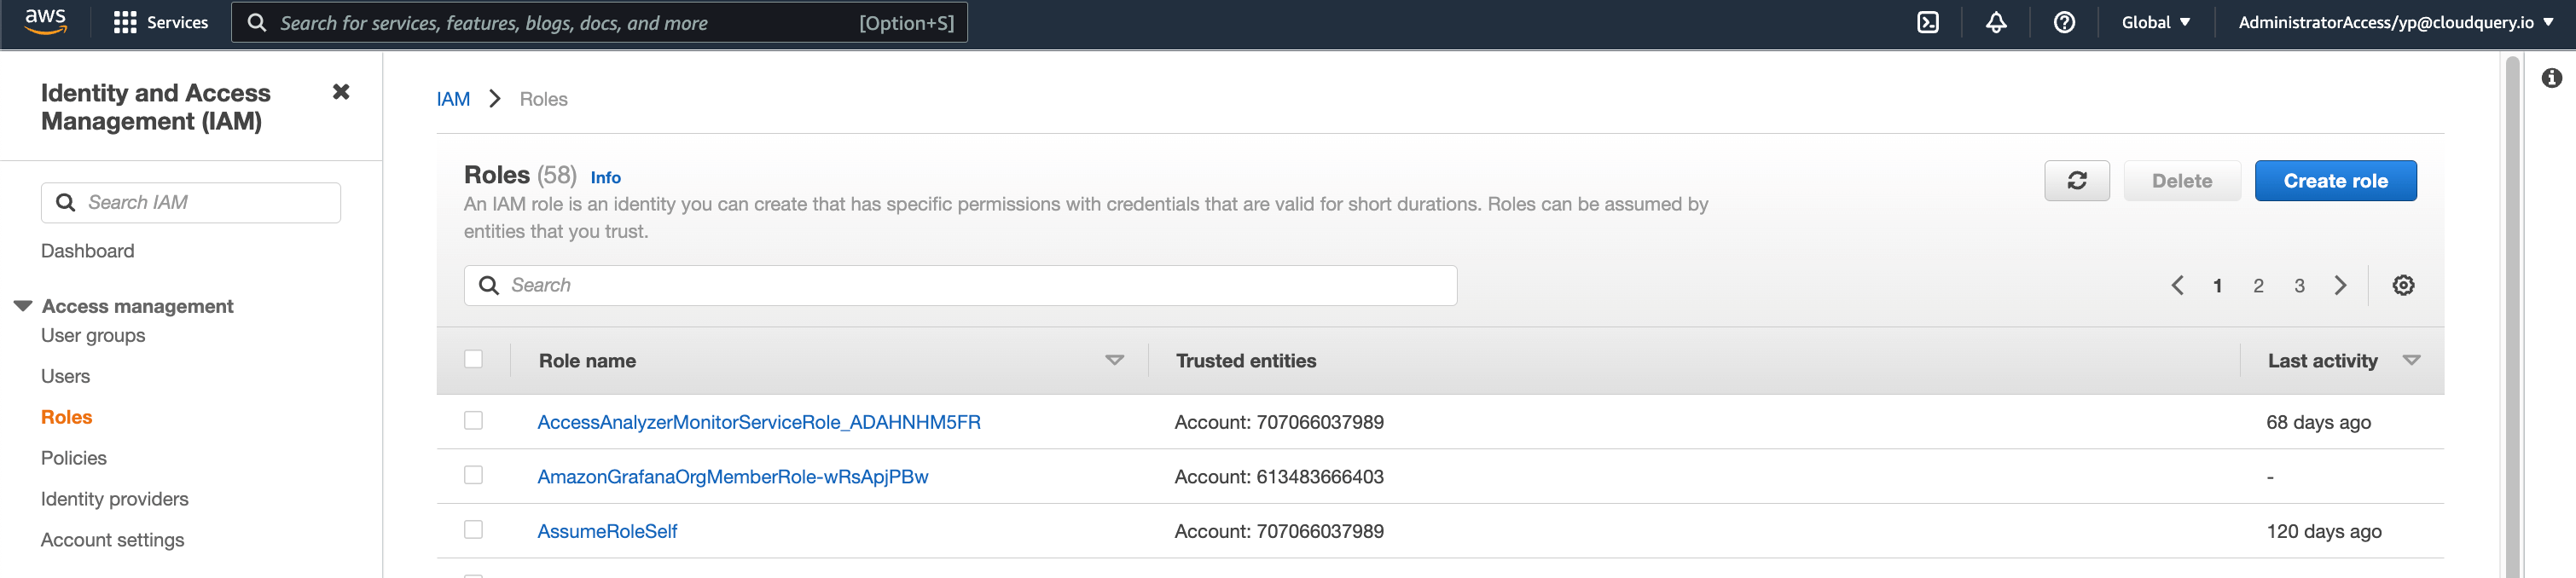 aws
Services
Search for services, features, blogs, docs, and more
[Option+S]
Global
AdministratorAccess/yp@cloudquery.io
Identity and Access
Management (IAM)
Search IAM
Dashboard
Access management
User groups
Users
Roles
Policies
Identity providers
Account settings
IAM
Roles
Roles (58) Info
An IAM role is an identity you can create that has specific permissions with credentials that are valid for short durations. Roles can be assumed by
entities that you trust.
Delete
Create role
Search
1 2 3
Role name Trusted entities Last activity
AccessAnalyzerMonitorServiceRole_ADAHNHM5FR Account: 707066037989 68 days ago
AmazonGrafanaOrgMemberRole-wRsApjPBw Account: 613483666403 -
AssumeRoleSelf Account: 707066037989 120 days ago